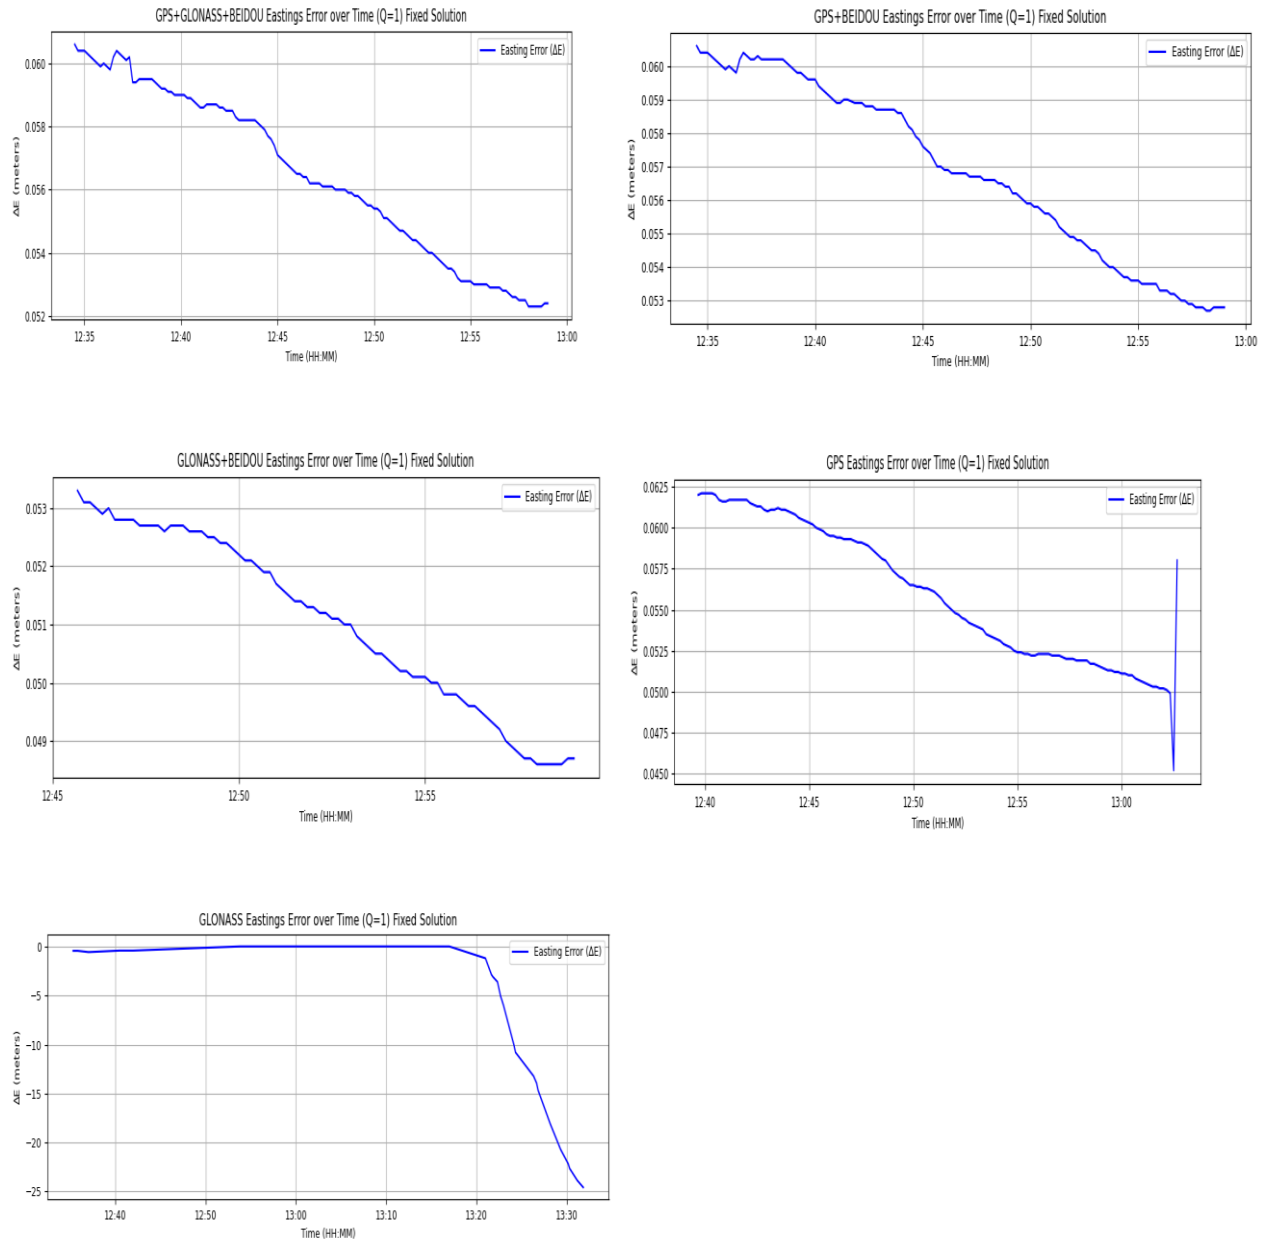 GPS+GLONASS+BEIDOU Eastings Error over Time (Q=1) Fixed Solution
Easting Error (ΔE)
ΔE (meters)
0.060
0.058
0.056
0.054
0.052
12:35 12:40 12:45 12:50 12:55 13:00
Time (HH:MM)
GPS+BEIDOU Eastings Error over Time (Q=1) Fixed Solution
Easting Error (ΔE)
ΔE (meters)
0.060
0.059
0.058
0.057
0.056
0.055
0.054
0.053
12:35 12:40 12:45 12:50 12:55 13:00
Time (HH:MM)
GLONASS+BEIDOU Eastings Error over Time (Q=1) Fixed Solution
Easting Error (ΔE)
ΔE (meters)
0.053
0.052
0.051
0.050
0.049
12:45 12:50 12:55
Time (HH:MM)
GPS Eastings Error over Time (Q=1) Fixed Solution
Easting Error (ΔE)
ΔE (meters)
0.0625
0.0600
0.0575
0.0550
0.0525
0.0500
0.0475
0.0450
12:40 12:45 12:50 12:55 13:00
Time (HH:MM)
GLONASS Eastings Error over Time (Q=1) Fixed Solution
Easting Error (ΔE)
ΔE (meters)
0
−5
−10
−15
−20
−25
12:40 12:50 13:00 13:10 13:20 13:30
Time (HH:MM)